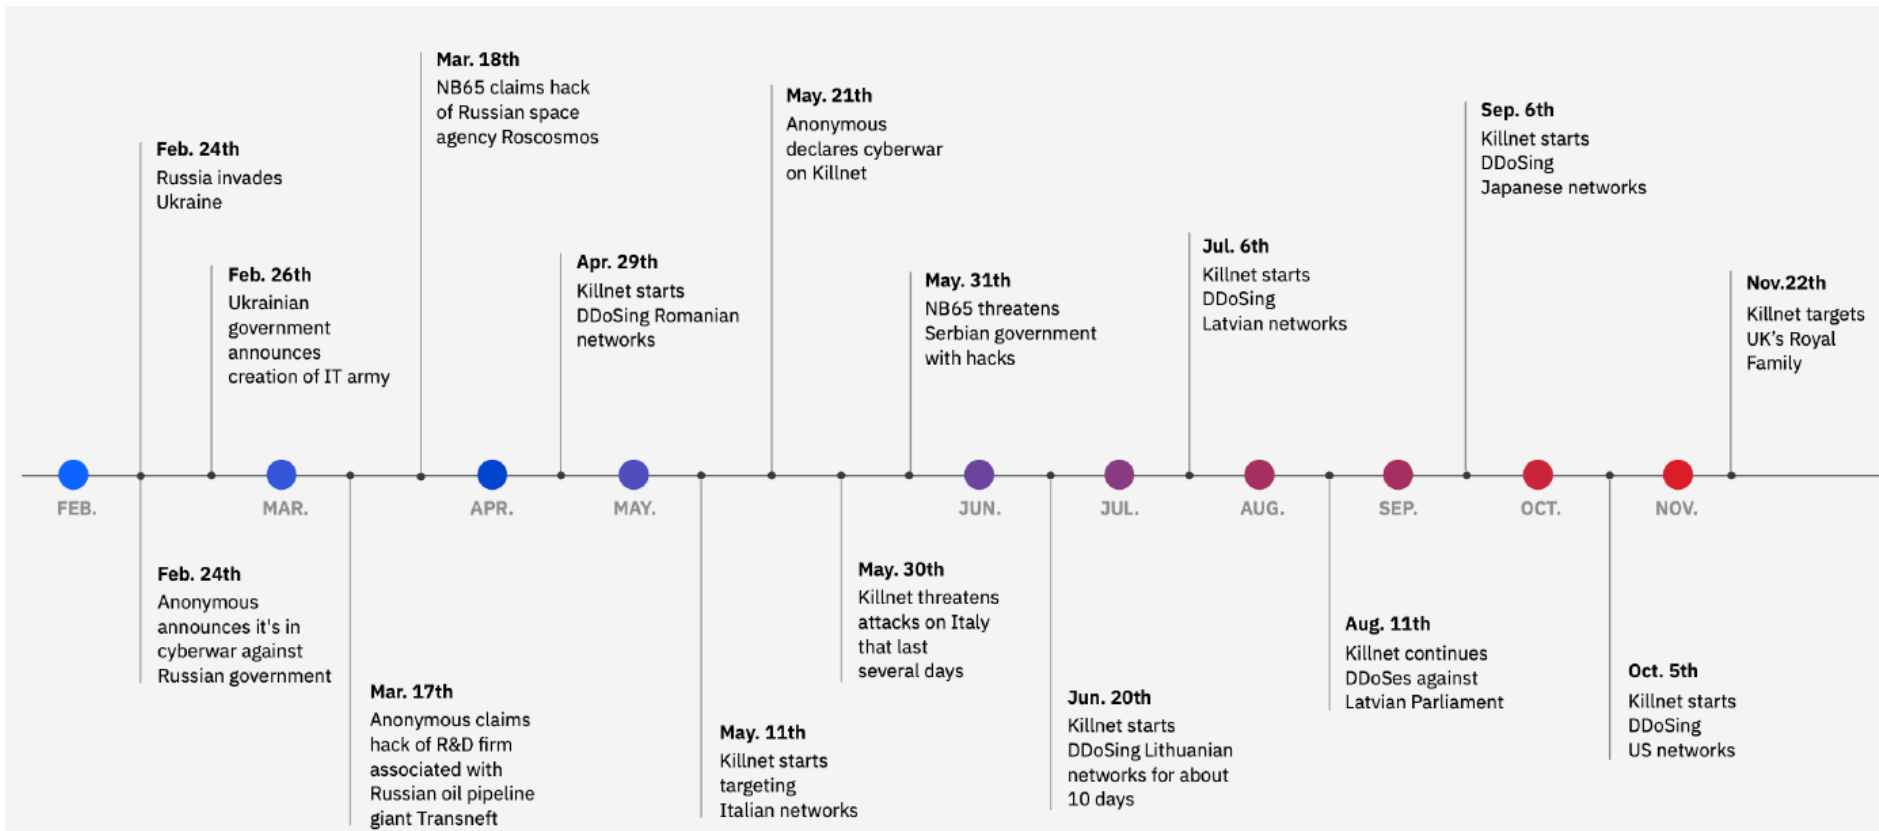 Feb. 24th
Russia invades
Ukraine
Feb. 26th
Ukrainian
government
announces
creation of IT army
Mar. 18th
NB65 claims hack
of Russian space
agency Roscosmos
Apr. 29th
Killnet starts
DDoSing Romanian
networks
May. 21th
Anonymous
declares cyberwar
on Killnet
May. 31th
NB65 threatens
Serbian government
with hacks
Jul. 6th
Killnet starts
DDoSing
Latvian networks
Sep. 6th
Killnet starts
DDoSing
Japanese networks
Nov.22th
Killnet targets
UK's Royal
Family
FEB.
MAR.
APR.
MAY.
JUN.
JUL.
AUG.
SEP.
OCT.
NOV.
Feb. 24th
Anonymous
announces it's in
cyberwar against
Russian government
Mar. 17th
Anonymous claims
hack of R&D firm
associated with
Russian oil pipeline
giant Transneft
May. 11th
Killnet starts
targeting
Italian networks
May. 30th
Killnet threatens
attacks on Italy
that last
several days
Jun. 20th
Killnet starts
DDoSing Lithuanian
networks for about
10 days
Aug. 11th
Killnet continues
DDoSes against
Latvian Parliament
Oct. 5th
Killnet starts
DDoSing
US networks